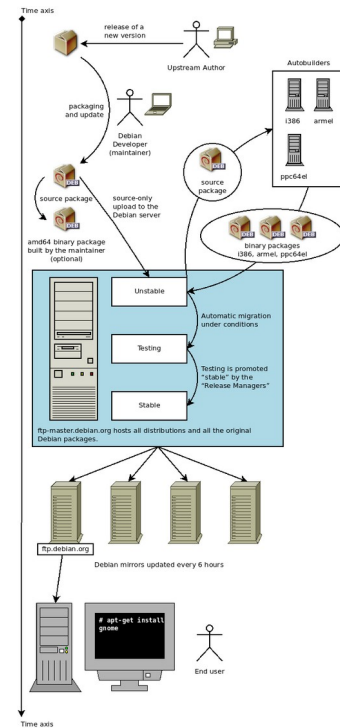 Time axis
release of a
new version
Upstream Author
packaging
and update
Debian
Developer
(maintainer)
Autobuilders
i386
armel
ppc64el
source
package
source package
source-only
upload to the
Debian server
amd64 binary package
built by the maintainer
(optional)
binary packages
i386, armel, ppc64el
Unstable
Automatic migration
under conditions
Testing
Testing is promoted
"stable" by the
"Release Managers"
Stable
ftp-master.debian.org hosts all distributions and all the original
Debian packages.
ftp.debian.org
Debian mirrors updated every 6 hours
# apt-get install
gnome
End user
Time axis